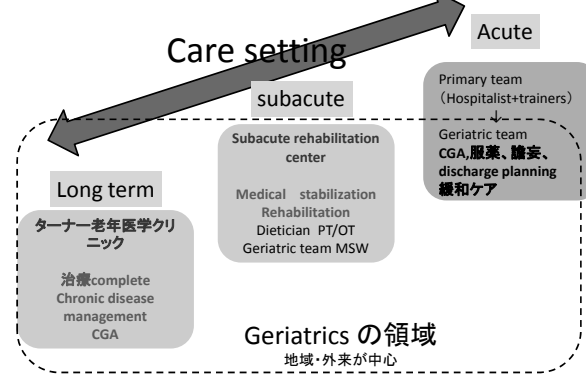 Care setting
Acute
Primary team
（Hospitalist+trainers）
↓
Geriatric team
CGA,服薬、譫妄、
discharge planning
緩和ケア
subacute
Subacute rehabilitation
center
Medical stabilization
Rehabilitation
Dietician PT/OT
Geriatric team MSW
Long term
ターナー老年医学クリ
ニック
治療complete
Chronic disease
management
CGA
Geriatrics の領域
地域・外来が中心